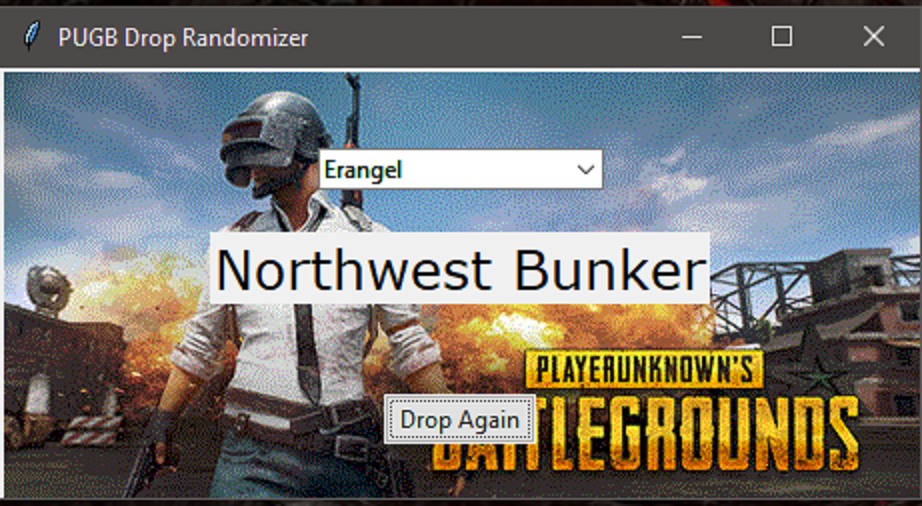 PUGB Drop Randomizer
Erangel
Northwest Bunker
PLAYERUNKNOWN'S
Drop Again
BATTLEGROUNDS